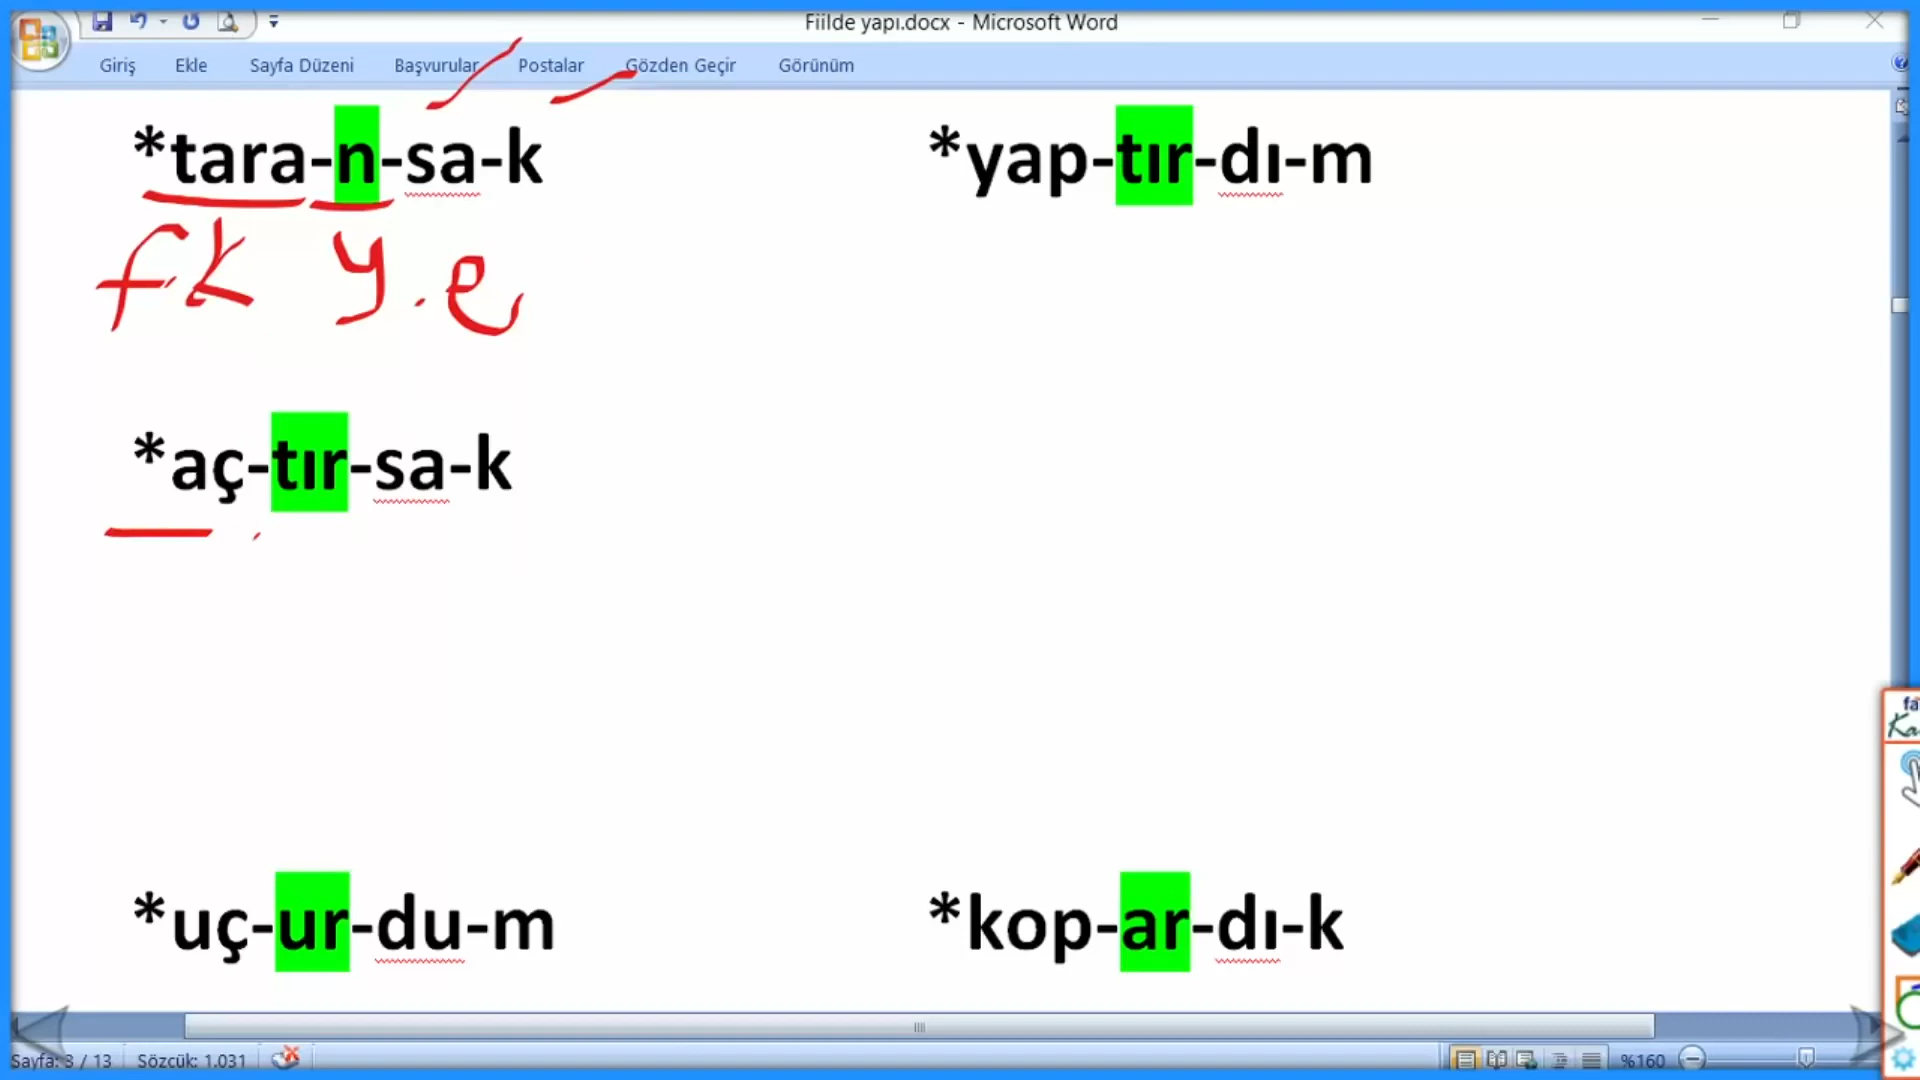 Fiilde yapı.docx - Microsoft Word
Giriş Ekle Sayfa Düzeni Başvurular Postalar Gözden Geçir Görünüm
*tara-n-sa-k *yap-tır-dı-m
f.k y.e
*aç-tır-sa-k
*uç-ur-du-m *kop-ar-dı-k
Sayfa: 3 / 13 Sözcük: 1.031 %160